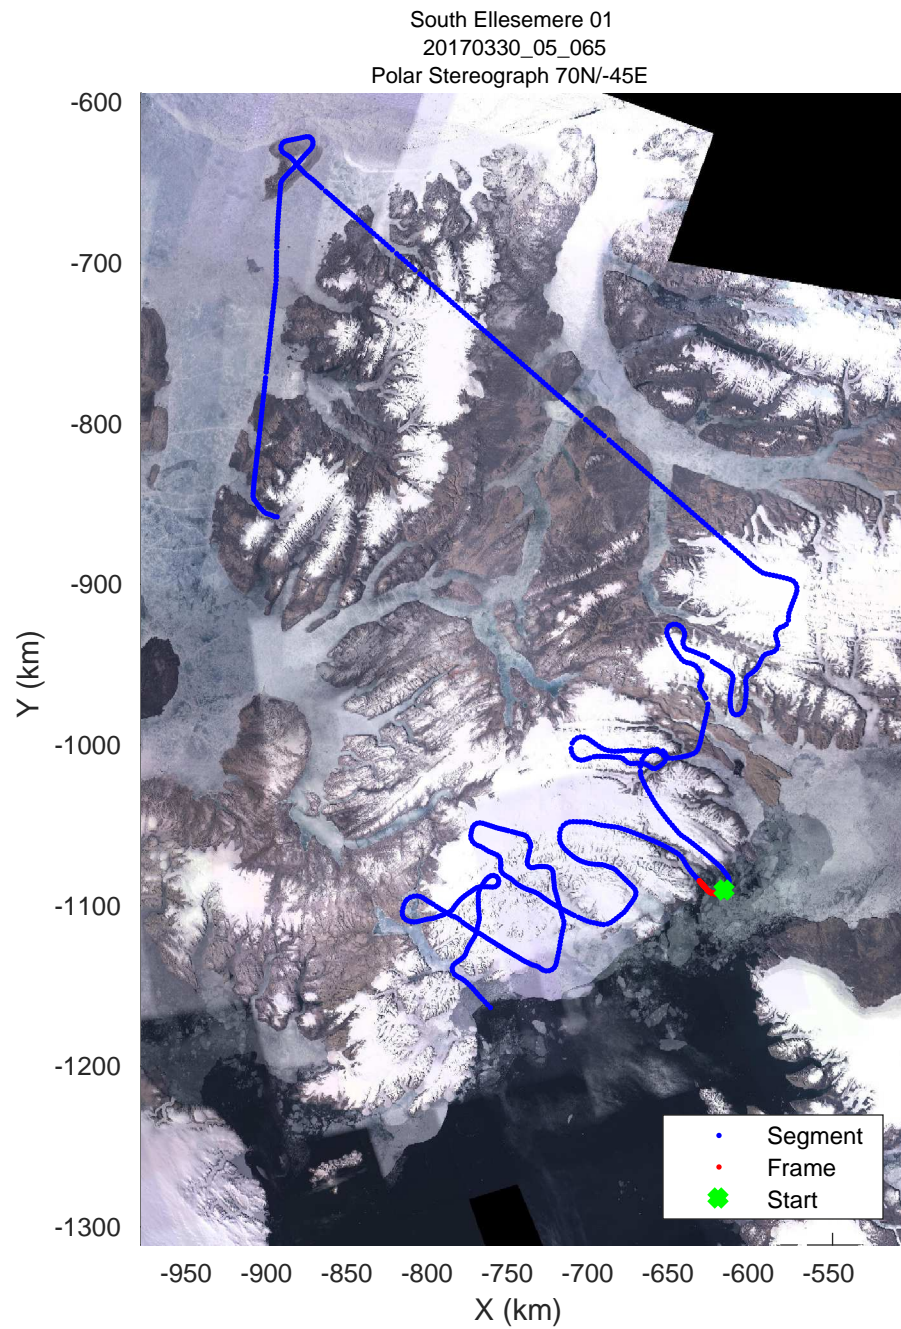 South Ellesemere 01
20170330_05_065
Polar Stereograph 70N/-45E
-600
-700
-800
-900
-1000
-1100
-1200
-1300
Y (km)
-950 -900 -850 -800 -750 -700 -650 -600 -550
X (km)
Segment
Frame
Start